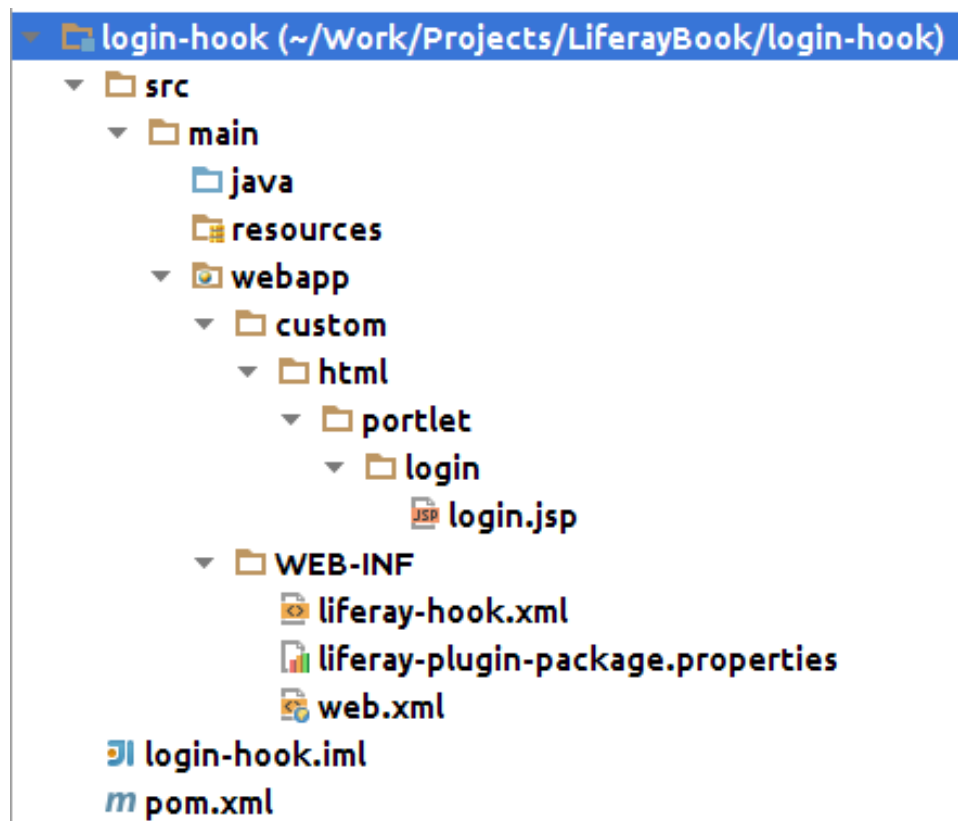 login-hook (~/Work/Projects/LiferayBook/login-hook)
src
main
java
resources
webapp
custom
html
portlet
login
JSP login.jsp
WEB-INF
liferay-hook.xml
liferay-plugin-package.properties
web.xml
login-hook.iml
m pom.xml